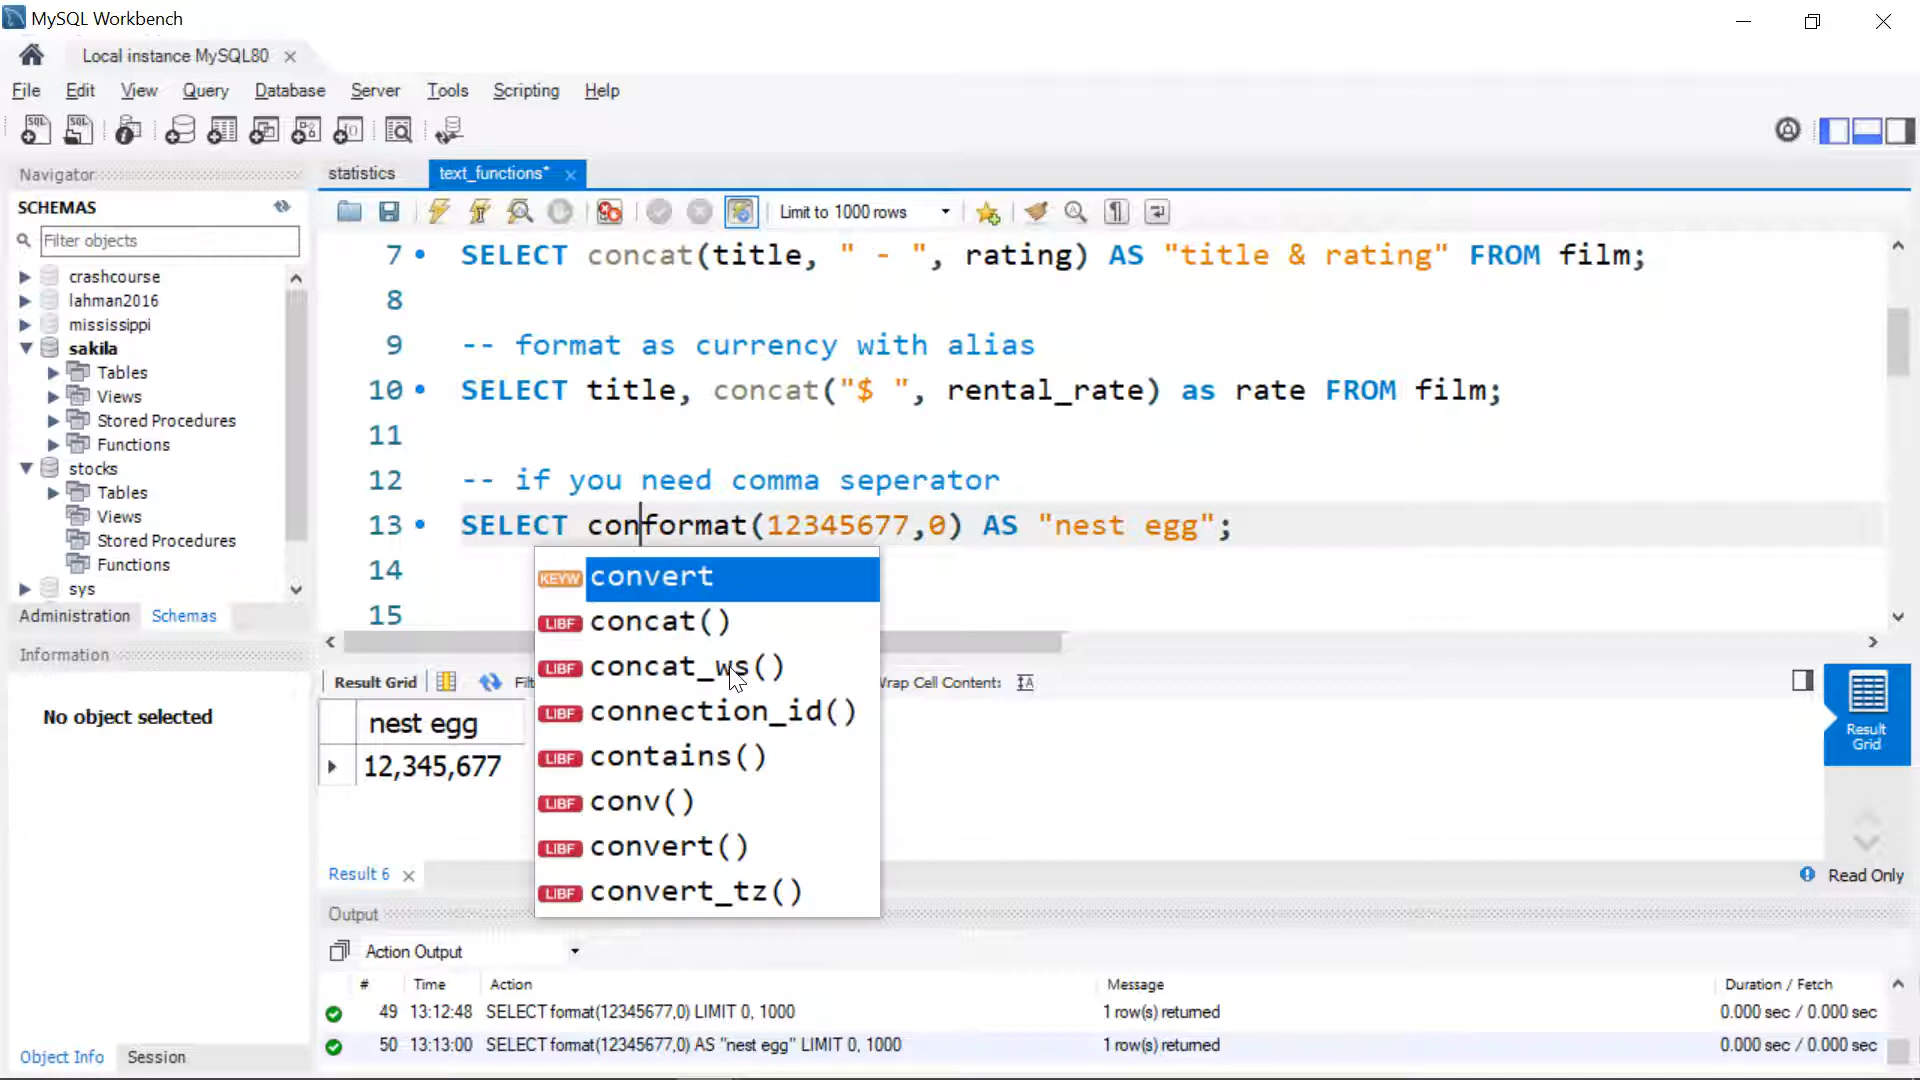 MySQL Workbench
Local instance MySQL80
File Edit View Query Database Server Tools Scripting Help
Navigator
SCHEMAS
Filter objects
crashcourse
lahman2016
mississippi
sakila
Tables
Views
Stored Procedures
Functions
stocks
Tables
Views
Stored Procedures
Functions
sys
Administration Schemas
Information
No object selected
Object Info Session
statistics text_functions*
Limit to 1000 rows
7 SELECT concat(title, " - ", rating) AS "title & rating" FROM film;
8
9 -- format as currency with alias
10 SELECT title, concat("$ ", rental_rate) as rate FROM film;
11
12 -- if you need comma seperator
13 SELECT conformat(12345677,0) AS "nest egg";
14
15
KEYW convert
LIBF concat()
LIBF concat_ws()
LIBF connection_id()
LIBF contains()
LIBF conv()
LIBF convert()
LIBF convert_tz()
Result Grid Wrap Cell Content:
nest egg
12,345,677
Result Grid
Result 6 Read Only
Output
Action Output
# Time Action Message Duration / Fetch
49 13:12:48 SELECT format(12345677,0) LIMIT 0, 1000 1 row(s) returned 0.000 sec / 0.000 sec
50 13:13:00 SELECT format(12345677,0) AS "nest egg" LIMIT 0, 1000 1 row(s) returned 0.000 sec / 0.000 sec